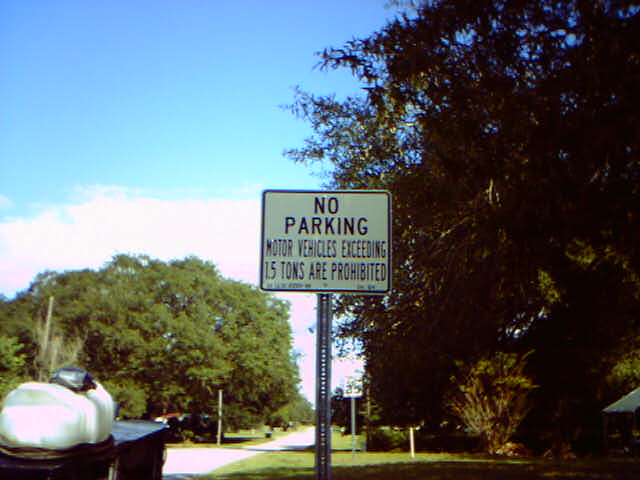 NO
PARKING
MOTOR VEHICLES EXCEEDING
1.5 TONS ARE PROHIBITED